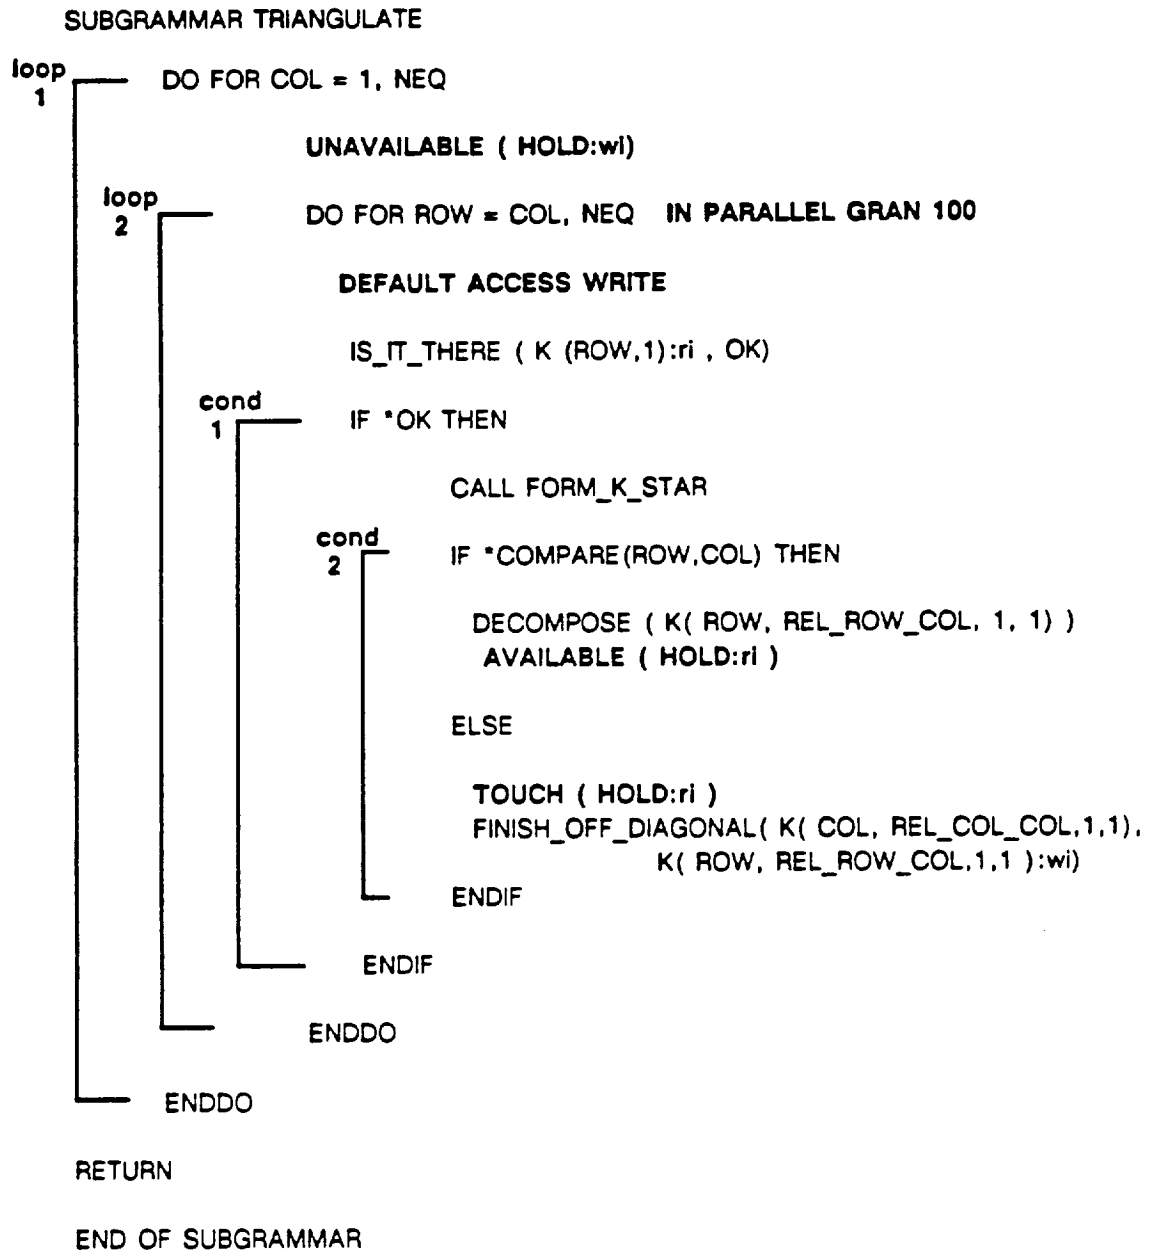 SUBGRAMMAR TRIANGULATE
loop
1
DO FOR COL = 1, NEQ
UNAVAILABLE ( HOLD:wi)
loop
2
DO FOR ROW = COL, NEQ IN PARALLEL GRAN 100
DEFAULT ACCESS WRITE
IS_IT_THERE ( K (ROW,1):ri , OK)
cond
1
IF *OK THEN
CALL FORM_K_STAR
cond
2
IF *COMPARE(ROW,COL) THEN
DECOMPOSE ( K( ROW, REL_ROW_COL, 1, 1) )
AVAILABLE ( HOLD:ri )
ELSE
TOUCH ( HOLD:ri )
FINISH_OFF_DIAGONAL( K( COL, REL_COL_COL,1,1),
K( ROW, REL_ROW_COL,1,1 ):wi)
ENDIF
ENDIF
ENDDO
ENDDO
RETURN
END OF SUBGRAMMAR